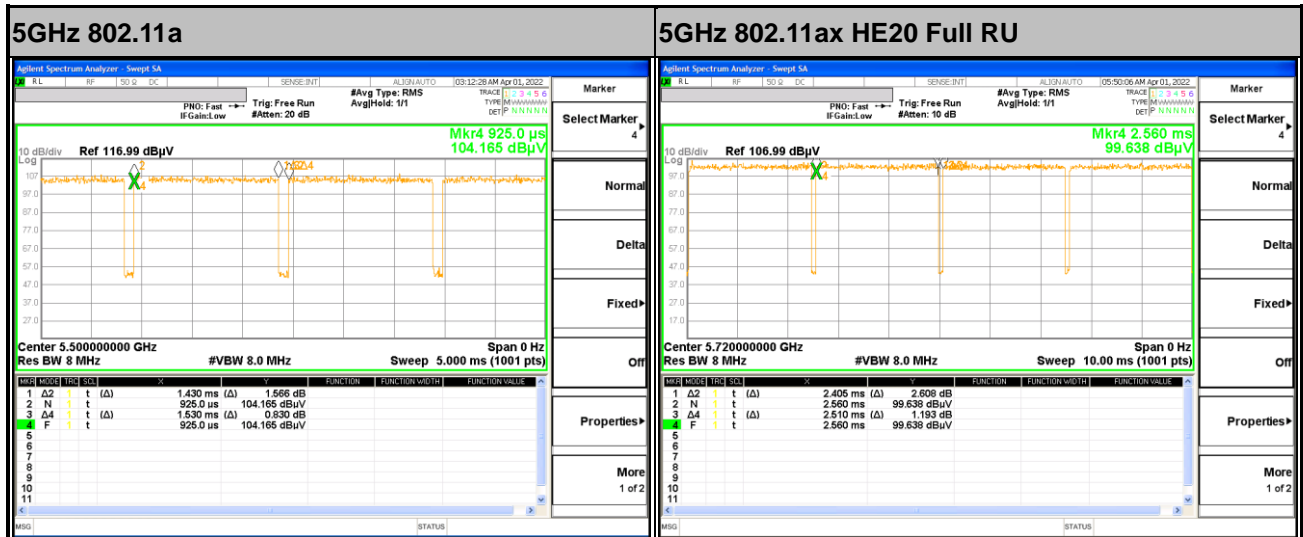 5GHz 802.11a
Agilent Spectrum Analyzer - Swept SA
RL RF 50 Ω DC SENSE:INT ALIGN AUTO 03:12:28 AM Apr 01, 2022
PNO: Fast Trig: Free Run #Avg Type: RMS TRACE 1 2 3 4 5 6
IFGain:Low #Atten: 20 dB Avg|Hold: 1/1 TYPE M
DET P N N N N N
Mkr4 925.0 µs
104.165 dBµV
10 dB/div Ref 116.99 dBµV
Log
107
97.0
87.0
77.0
67.0
57.0
47.0
37.0
27.0
Center 5.500000000 GHz Span 0 Hz
Res BW 8 MHz #VBW 8.0 MHz Sweep 5.000 ms (1001 pts)
MKR MODE TRC SCL X Y FUNCTION FUNCTION WIDTH FUNCTION VALUE
1 Δ2 1 t (Δ) 1.430 ms (Δ) 1.566 dB
2 N 1 t 925.0 µs 104.165 dBµV
3 Δ4 1 t (Δ) 1.530 ms (Δ) 0.830 dB
4 F 1 t 925.0 µs 104.165 dBµV
5
6
7
8
9
10
11
MSG STATUS
Marker
Select Marker
4
Normal
Delta
Fixed
Off
Properties
More
1 of 2
5GHz 802.11ax HE20 Full RU
Agilent Spectrum Analyzer - Swept SA
RL RF 50 Ω DC SENSE:INT ALIGN AUTO 05:50:06 AM Apr 01, 2022
PNO: Fast Trig: Free Run #Avg Type: RMS TRACE 1 2 3 4 5 6
IFGain:Low #Atten: 10 dB Avg|Hold: 1/1 TYPE M
DET P N N N N N
Mkr4 2.560 ms
99.638 dBµV
10 dB/div Ref 106.99 dBµV
Log
97.0
87.0
77.0
67.0
57.0
47.0
37.0
27.0
17.0
Center 5.720000000 GHz Span 0 Hz
Res BW 8 MHz #VBW 8.0 MHz Sweep 10.00 ms (1001 pts)
MKR MODE TRC SCL X Y FUNCTION FUNCTION WIDTH FUNCTION VALUE
1 Δ2 1 t (Δ) 2.405 ms (Δ) 2.608 dB
2 N 1 t 2.560 ms 99.638 dBµV
3 Δ4 1 t (Δ) 2.510 ms (Δ) 1.193 dB
4 F 1 t 2.560 ms 99.638 dBµV
5
6
7
8
9
10
11
MSG STATUS
Marker
Select Marker
4
Normal
Delta
Fixed
Off
Properties
More
1 of 2